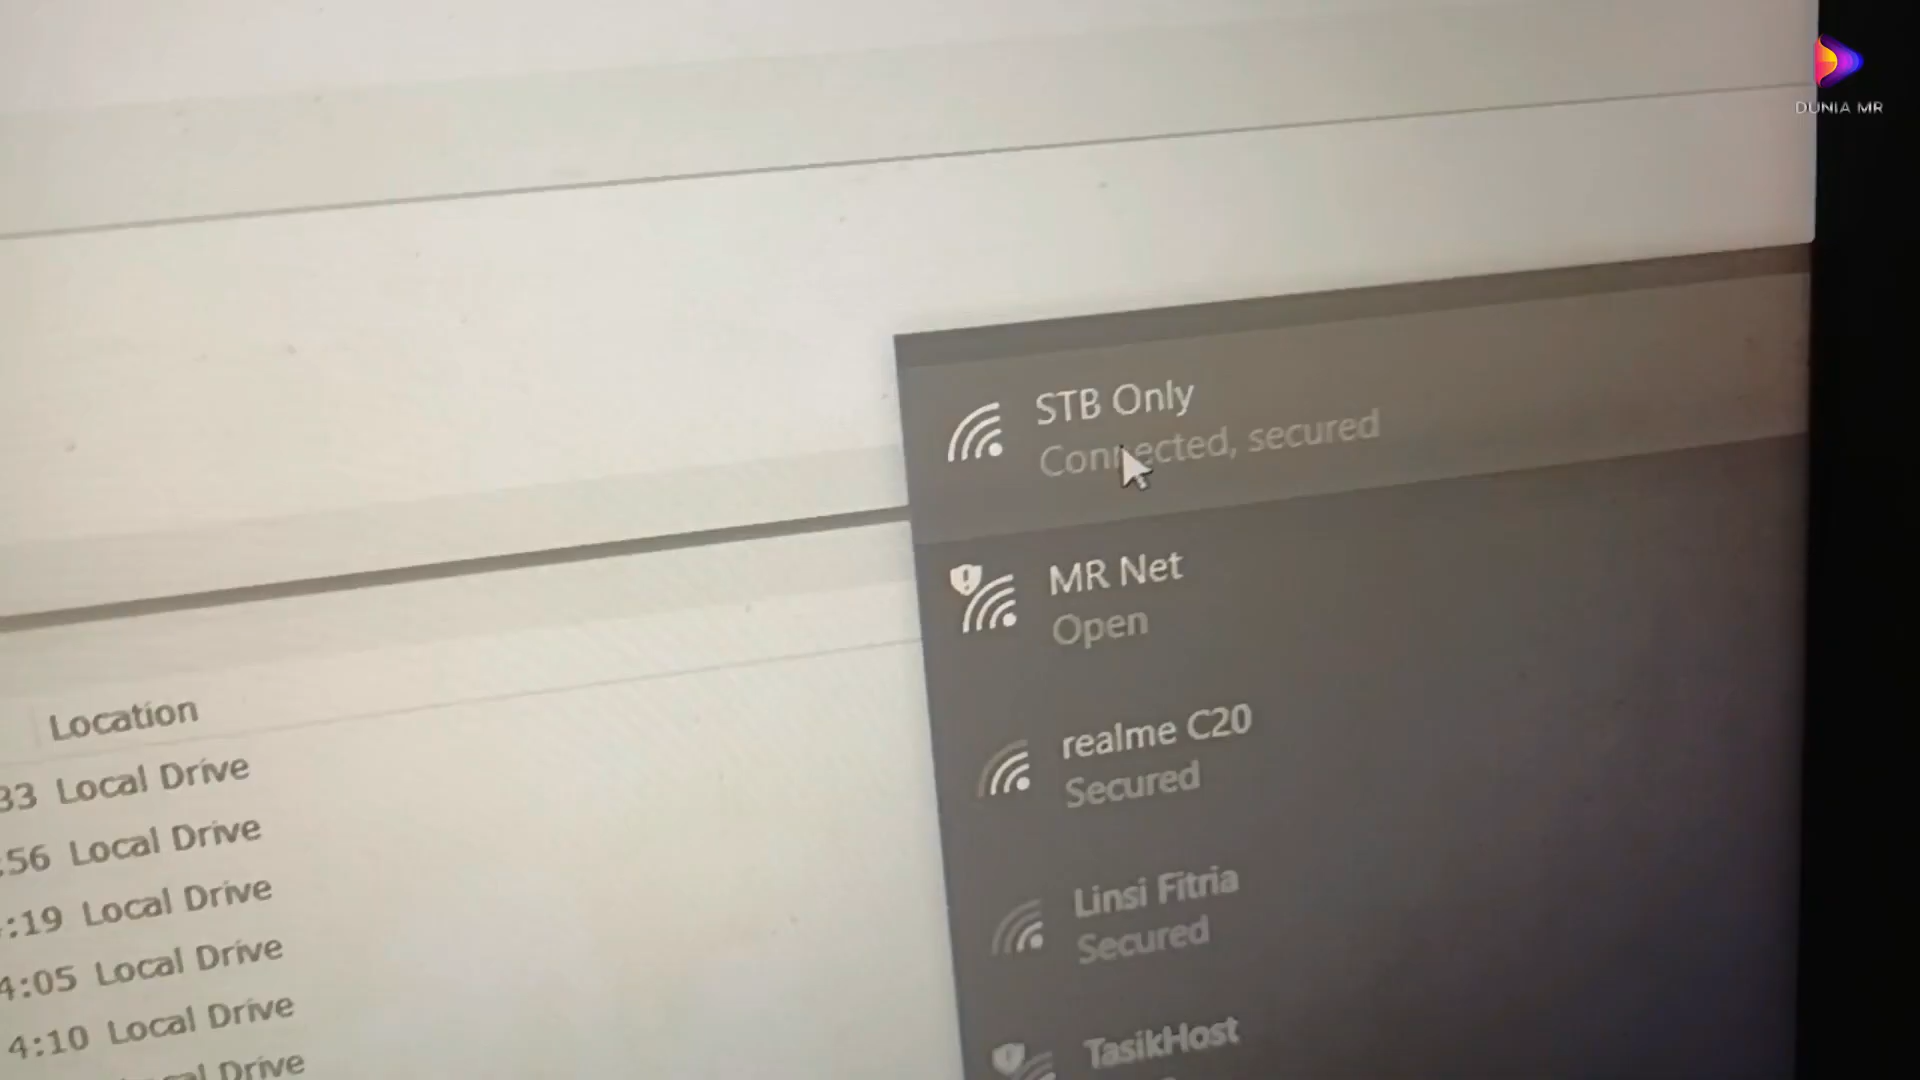 DUNIA MR
STB Only
Connected, secured
MR Net
Open
realme C20
Secured
Linsi Fitria
Secured
TasikHost
Location
33 Local Drive
:56 Local Drive
:19 Local Drive
4:05 Local Drive
4:10 Local Drive
Drive